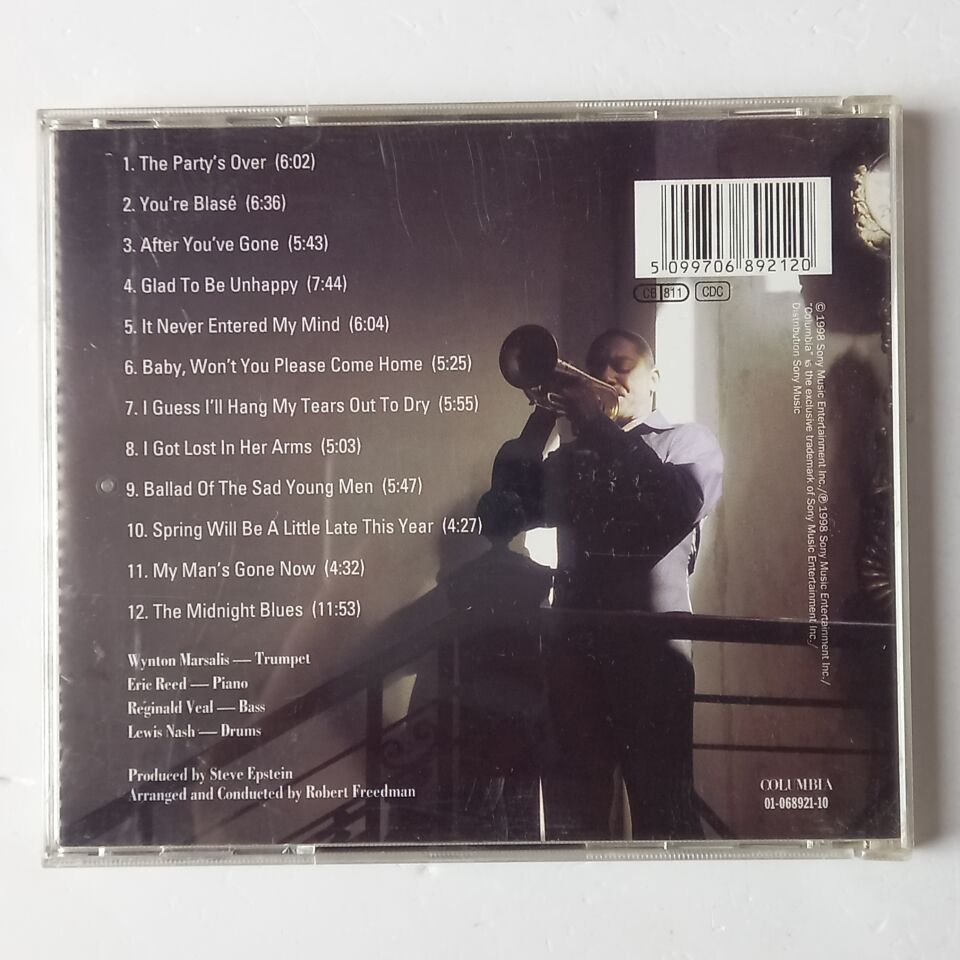 1. The Party's Over (6:02)
2. You're Blasé (6:36)
3. After You've Gone (5:43)
4. Glad To Be Unhappy (7:44)
5. It Never Entered My Mind (6:04)
6. Baby, Won't You Please Come Home (5:25)
7. I Guess I'll Hang My Tears Out To Dry (5:55)
8. I Got Lost In Her Arms (5:03)
9. Ballad Of The Sad Young Men (5:47)
10. Spring Will Be A Little Late This Year (4:27)
11. My Man's Gone Now (4:32)
12. The Midnight Blues (11:53)
Wynton Marsalis — Trumpet
Eric Reed — Piano
Reginald Veal — Bass
Lewis Nash — Drums
Produced by Steve Epstein
Arranged and Conducted by Robert Freedman
5 099706 892120
CB 811 CDC
© 1998 Sony Music Entertainment Inc./℗ 1998 Sony Music Entertainment Inc./
"Columbia" is the exclusive trademark of Sony Music Entertainment Inc./
Distribution Sony Music
COLUMBIA
01-068921-10